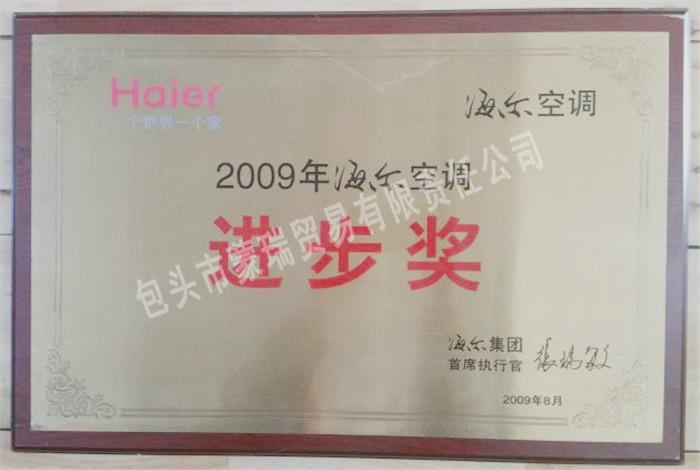 Haier
一个世界一个家
海尔空调
2009年海尔空调
进步奖
包头市蒙瑞贸易有限责任公司
海尔集团
首席执行官 张瑞敏
2009年8月